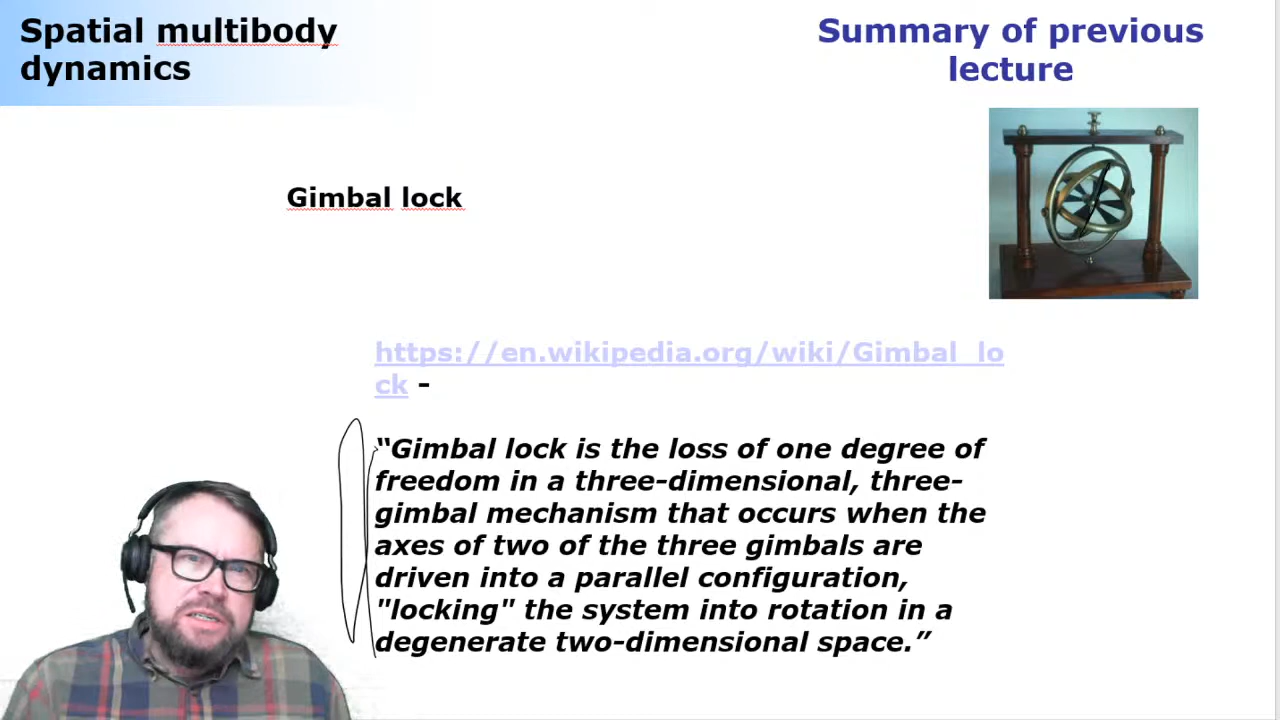 Spatial multibody
dynamics
Summary of previous
lecture
Gimbal lock
https://en.wikipedia.org/wiki/Gimbal_lo
ck -
“Gimbal lock is the loss of one degree of
freedom in a three-dimensional, three-
gimbal mechanism that occurs when the
axes of two of the three gimbals are
driven into a parallel configuration,
"locking" the system into rotation in a
degenerate two-dimensional space.”